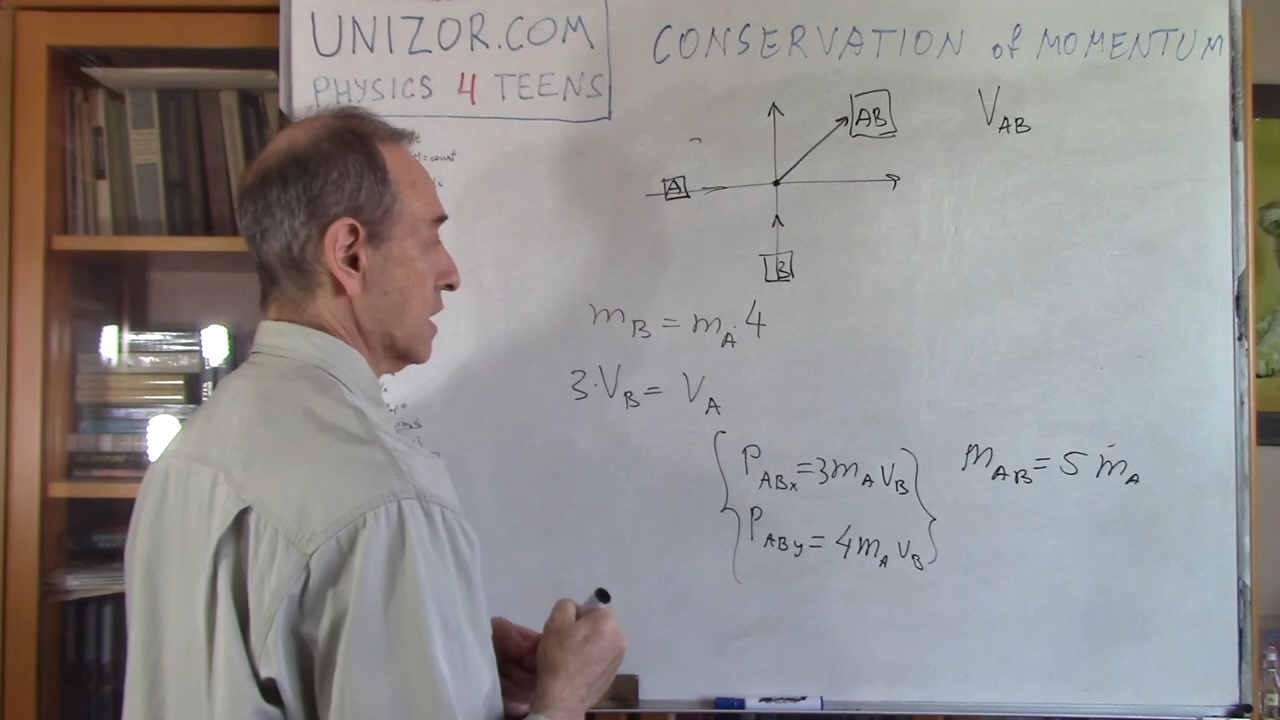 UNIZOR.COM
PHYSICS 4 TEENS
CONSERVATION of MOMENTUM
AB
V_AB
= const
A
B
m_B = m_A · 4
3·V_B = V_A
P_ABx = 3m_A V_B
m_AB = 5 m_A
P_ABy = 4m_A V_B